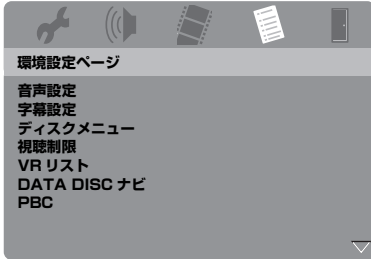 環境設定ページ
音声設定
字幕設定
ディスクメニュー
視聴制限
VR リスト
DATA DISC ナビ
PBC